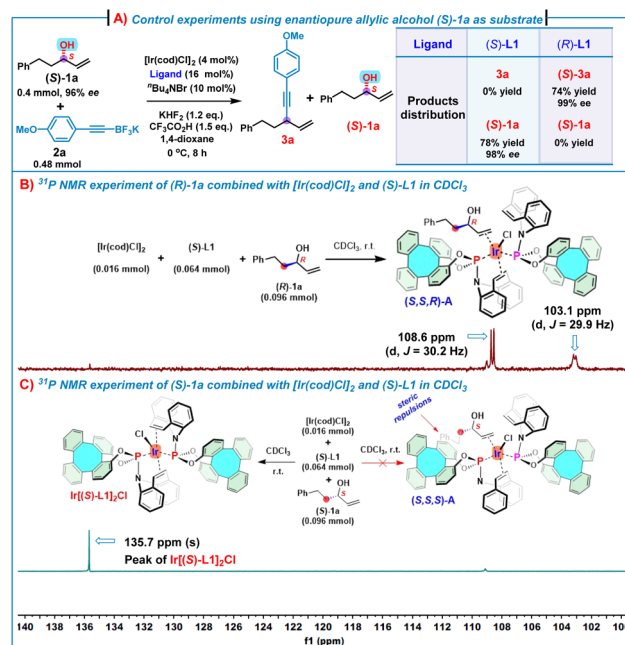 A) Control experiments using enantiopure allylic alcohol (S)-1a as substrate
OH
S
Ph
(S)-1a
0.4 mmol, 96% ee
+
MeO
BF3K
2a
0.48 mmol
[Ir(cod)Cl]2 (4 mol%)
Ligand (16 mol%)
nBu4NBr (10 mol%)
KHF2 (1.2 eq.)
CF3CO2H (1.5 eq.)
1,4-dioxane
0 °C, 8 h
OMe
Ph
3a
+
OH
S
Ph
(S)-1a
Ligand (S)-L1 (R)-L1
Products distribution
3a
0% yield
(S)-3a
74% yield
99% ee
(S)-1a
78% yield
98% ee
(S)-1a
0% yield
B) 31P NMR experiment of (R)-1a combined with [Ir(cod)Cl]2 and (S)-L1 in CDCl3
[Ir(cod)Cl]2
(0.016 mmol)
+
(S)-L1
(0.064 mmol)
+
OH
R
Ph
(R)-1a
(0.096 mmol)
CDCl3, r.t.
OH
R
Ph
Cl
N
O
P
Ir
P
O
O
O
N
(S,S,R)-A
108.6 ppm
(d, J = 30.2 Hz)
103.1 ppm
(d, J = 29.9 Hz)
C) 31P NMR experiment of (S)-1a combined with [Ir(cod)Cl]2 and (S)-L1 in CDCl3
Cl
N
O
P
Ir
P
O
O
O
N
Ir[(S)-L1]2Cl
CDCl3
r.t.
[Ir(cod)Cl]2
(0.016 mmol)
+
(S)-L1
(0.064 mmol)
+
OH
S
Ph
(S)-1a
(0.096 mmol)
CDCl3, r.t.
steric
repulsions
OH
S
Ph
Cl
N
O
P
Ir
P
O
O
O
N
(S,S,S)-A
135.7 ppm (s)
Peak of Ir[(S)-L1]2Cl
140 138 136 134 132 130 128 126 124 122 120 118 116 114 112 110 108 106 104 102 100
f1 (ppm)